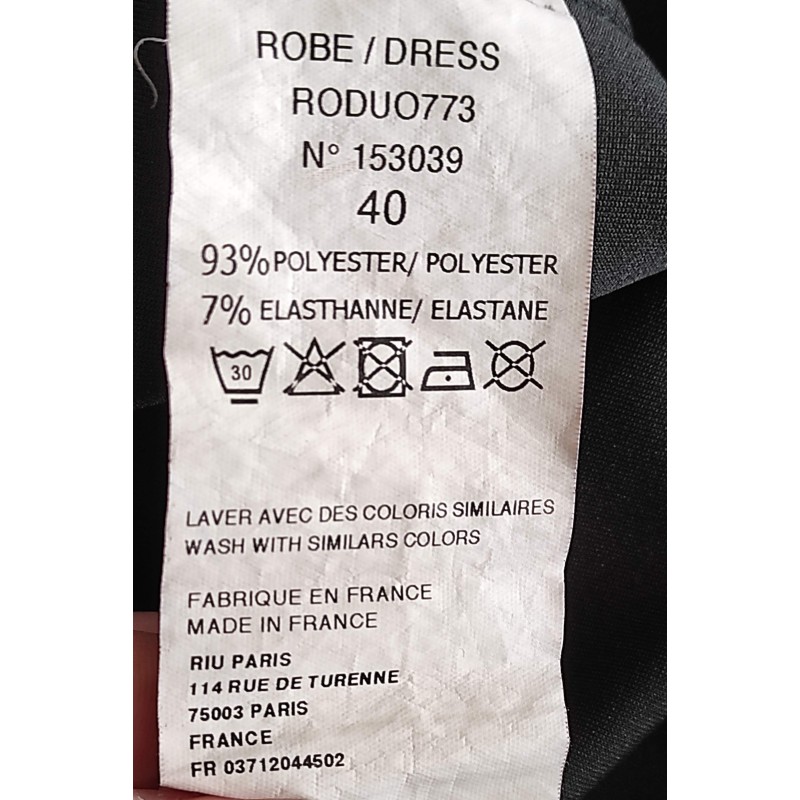 ROBE / DRESS
RODUO773
N° 153039
40
93% POLYESTER/ POLYESTER
7% ELASTHANNE/ ELASTANE
30
LAVER AVEC DES COLORIS SIMILAIRES
WASH WITH SIMILARS COLORS
FABRIQUE EN FRANCE
MADE IN FRANCE
RIU PARIS
114 RUE DE TURENNE
75003 PARIS
FRANCE
FR 03712044502